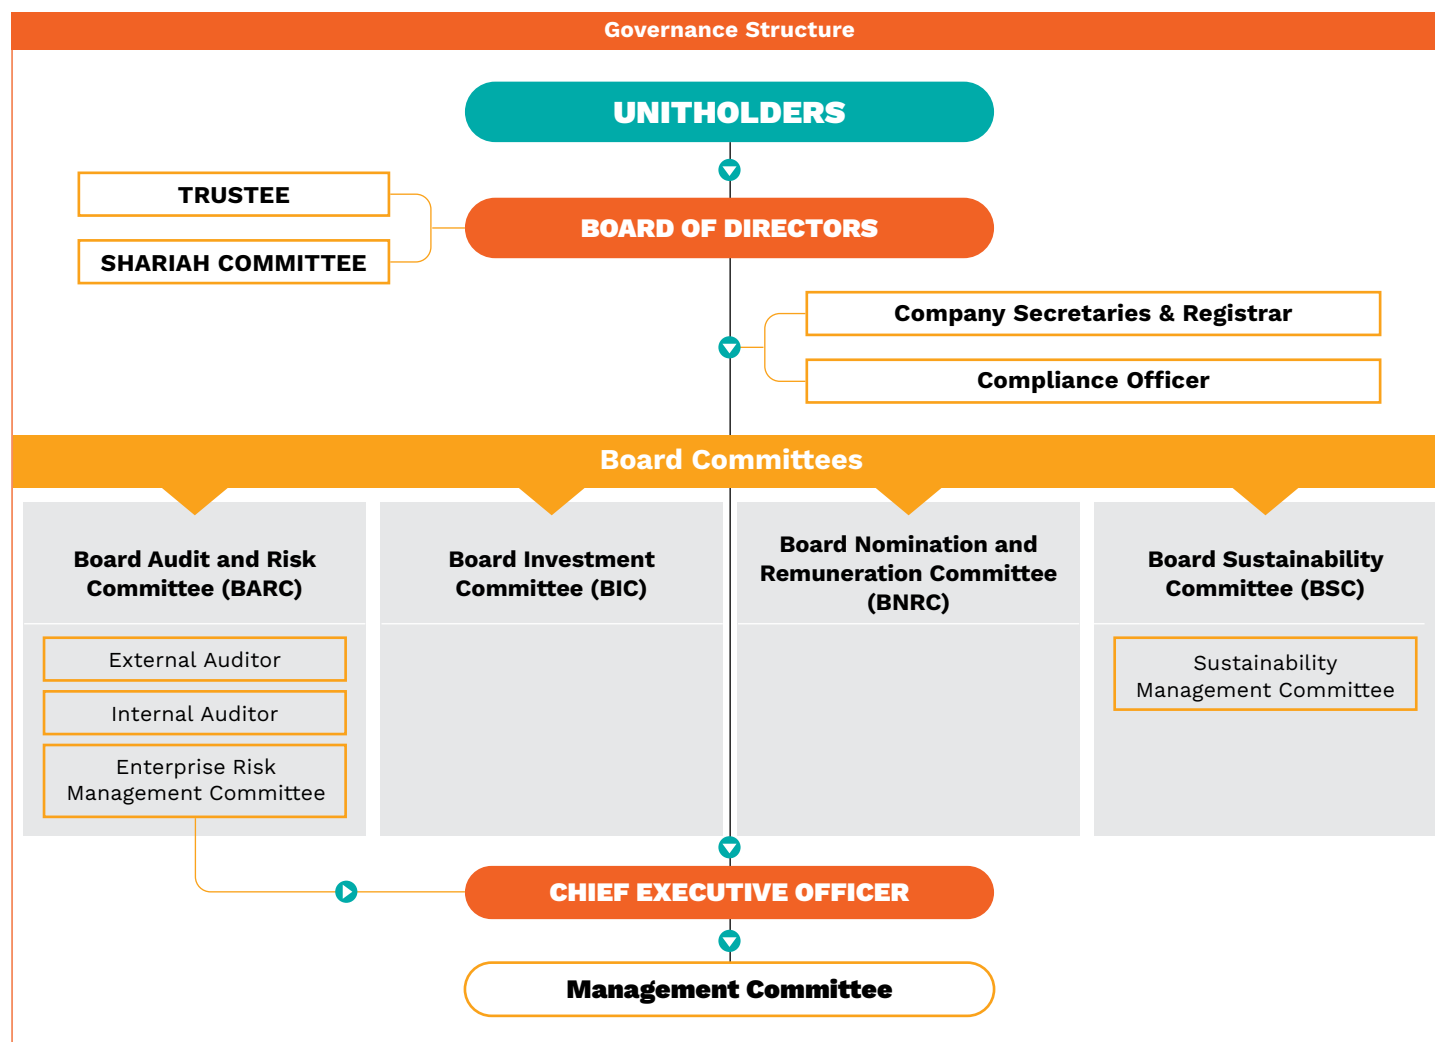 Governance Structure
UNITHOLDERS
TRUSTEE
BOARD OF DIRECTORS
SHARIAH COMMITTEE
Company Secretaries & Registrar
Compliance Officer
Board Committees
Board Audit and Risk
Committee (BARC)
External Auditor
Internal Auditor
Enterprise Risk
Management Committee
Board Investment
Committee (BIC)
Board Nomination and
Remuneration Committee
(BNRC)
Board Sustainability
Committee (BSC)
Sustainability
Management Committee
CHIEF EXECUTIVE OFFICER
Management Committee